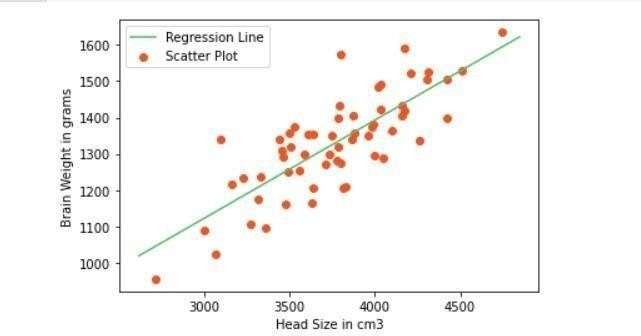 Regression Line
Scatter Plot
1600
1500
1400
1300
1200
1100
1000
Brain Weight in grams
3000 3500 4000 4500
Head Size in cm3